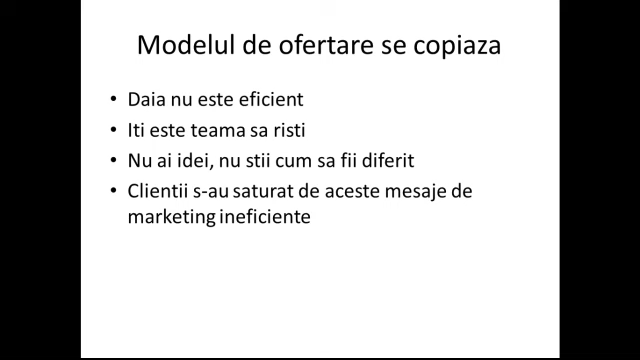 Modelul de ofertare se copiaza
• Daia nu este eficient
• Iti este teama sa risti
• Nu ai idei, nu stii cum sa fii diferit
• Clientii s-au saturat de aceste mesaje de
marketing ineficiente